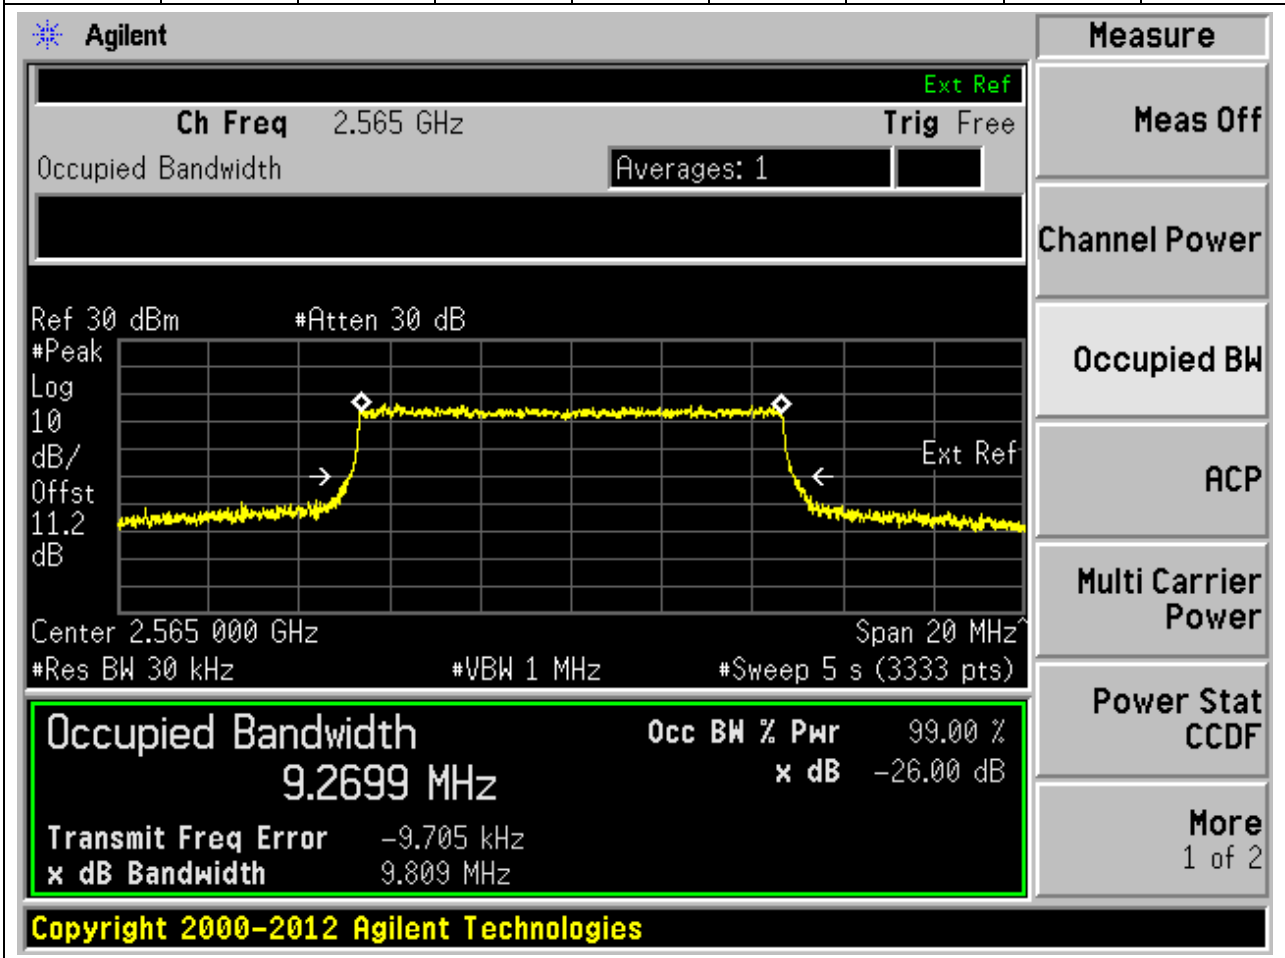 Agilent
Measure
Ext Ref
Ch Freq 2.565 GHz Trig Free
Meas Off
Occupied Bandwidth Averages: 1
Channel Power
Ref 30 dBm #Atten 30 dB
#Peak
Log
10
dB/
Offst
11.2
dB
Ext Ref
Occupied BW
ACP
Center 2.565 000 GHz Span 20 MHz^
#Res BW 30 kHz #VBW 1 MHz #Sweep 5 s (3333 pts)
Multi Carrier
Power
Occupied Bandwidth Occ BW % Pwr 99.00 %
9.2699 MHz x dB -26.00 dB
Transmit Freq Error -9.705 kHz
x dB Bandwidth 9.809 MHz
Power Stat
CCDF
More
1 of 2
Copyright 2000-2012 Agilent Technologies